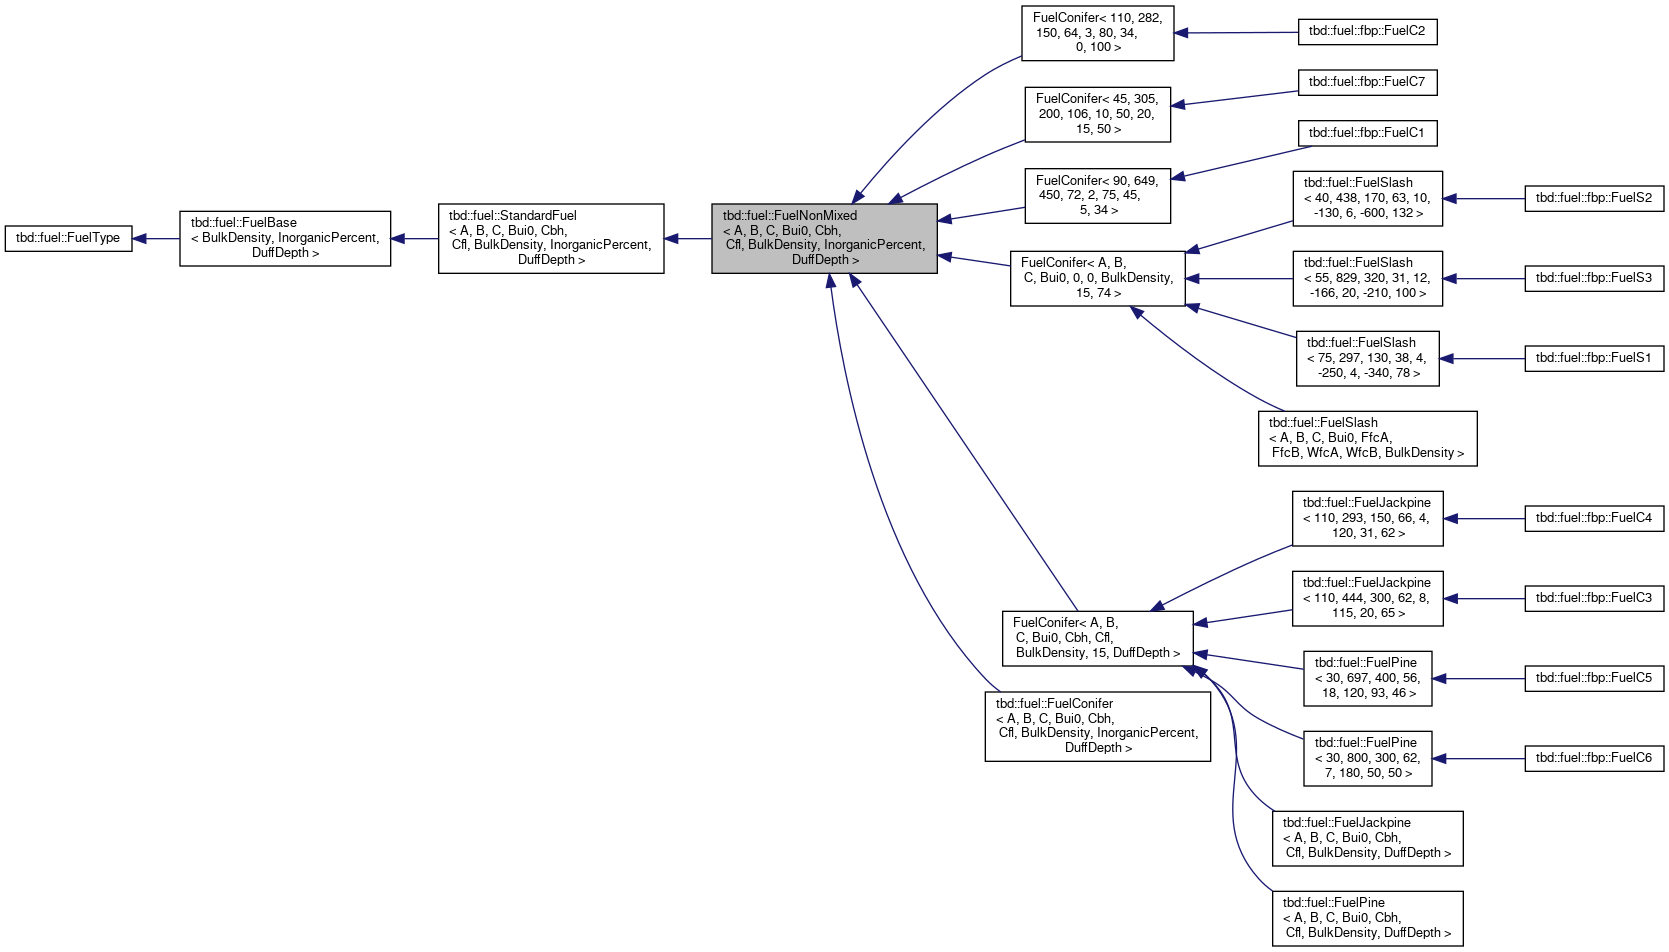 tbd::fuel::FuelType
tbd::fuel::FuelBase
< BulkDensity, InorganicPercent,
DuffDepth >
tbd::fuel::StandardFuel
< A, B, C, Bui0, Cbh,
Cfl, BulkDensity, InorganicPercent,
DuffDepth >
tbd::fuel::FuelNonMixed
< A, B, C, Bui0, Cbh,
Cfl, BulkDensity, InorganicPercent,
DuffDepth >
FuelConifer< 110, 282,
150, 64, 3, 80, 34,
0, 100 >
tbd::fuel::fbp::FuelC2
FuelConifer< 45, 305,
200, 106, 10, 50, 20,
15, 50 >
tbd::fuel::fbp::FuelC7
FuelConifer< 90, 649,
450, 72, 2, 75, 45,
5, 34 >
tbd::fuel::fbp::FuelC1
FuelConifer< A, B,
C, Bui0, 0, 0, BulkDensity,
15, 74 >
tbd::fuel::FuelSlash
< 40, 438, 170, 63, 10,
-130, 6, -600, 132 >
tbd::fuel::fbp::FuelS2
tbd::fuel::FuelSlash
< 55, 829, 320, 31, 12,
-166, 20, -210, 100 >
tbd::fuel::fbp::FuelS3
tbd::fuel::FuelSlash
< 75, 297, 130, 38, 4,
-250, 4, -340, 78 >
tbd::fuel::fbp::FuelS1
tbd::fuel::FuelSlash
< A, B, C, Bui0, FfcA,
FfcB, WfcA, WfcB, BulkDensity >
FuelConifer< A, B,
C, Bui0, Cbh, Cfl,
BulkDensity, 15, DuffDepth >
tbd::fuel::FuelJackpine
< 110, 293, 150, 66, 4,
120, 31, 62 >
tbd::fuel::fbp::FuelC4
tbd::fuel::FuelJackpine
< 110, 444, 300, 62, 8,
115, 20, 65 >
tbd::fuel::fbp::FuelC3
tbd::fuel::FuelPine
< 30, 697, 400, 56,
18, 120, 93, 46 >
tbd::fuel::fbp::FuelC5
tbd::fuel::FuelPine
< 30, 800, 300, 62,
7, 180, 50, 50 >
tbd::fuel::fbp::FuelC6
tbd::fuel::FuelJackpine
< A, B, C, Bui0, Cbh,
Cfl, BulkDensity, DuffDepth >
tbd::fuel::FuelPine
< A, B, C, Bui0, Cbh,
Cfl, BulkDensity, DuffDepth >
tbd::fuel::FuelConifer
< A, B, C, Bui0, Cbh,
Cfl, BulkDensity, InorganicPercent,
DuffDepth >